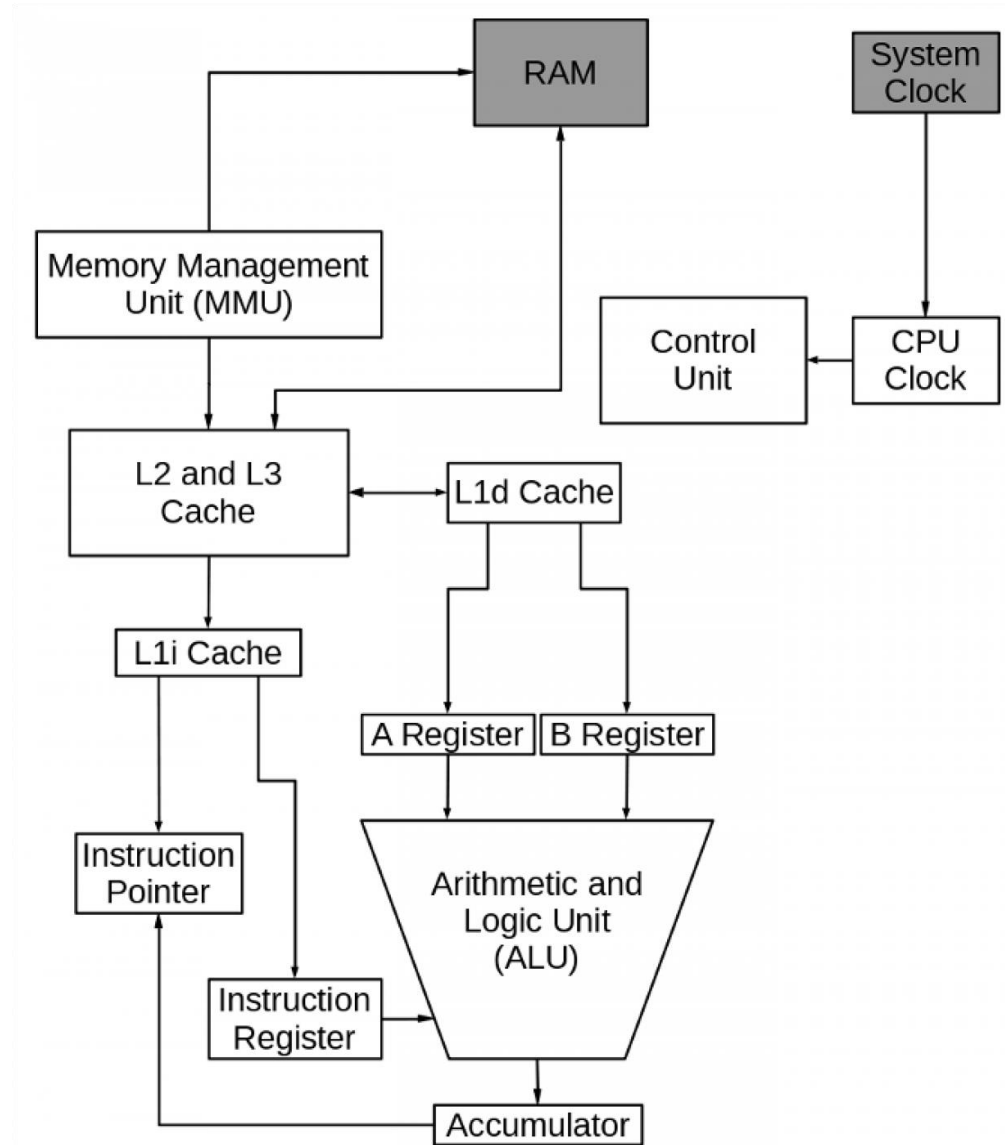 RAM
System
Clock
Memory Management
Unit (MMU)
Control
Unit
CPU
Clock
L2 and L3
Cache
L1d Cache
L1i Cache
A Register
B Register
Instruction
Pointer
Arithmetic and
Logic Unit
(ALU)
Instruction
Register
Accumulator